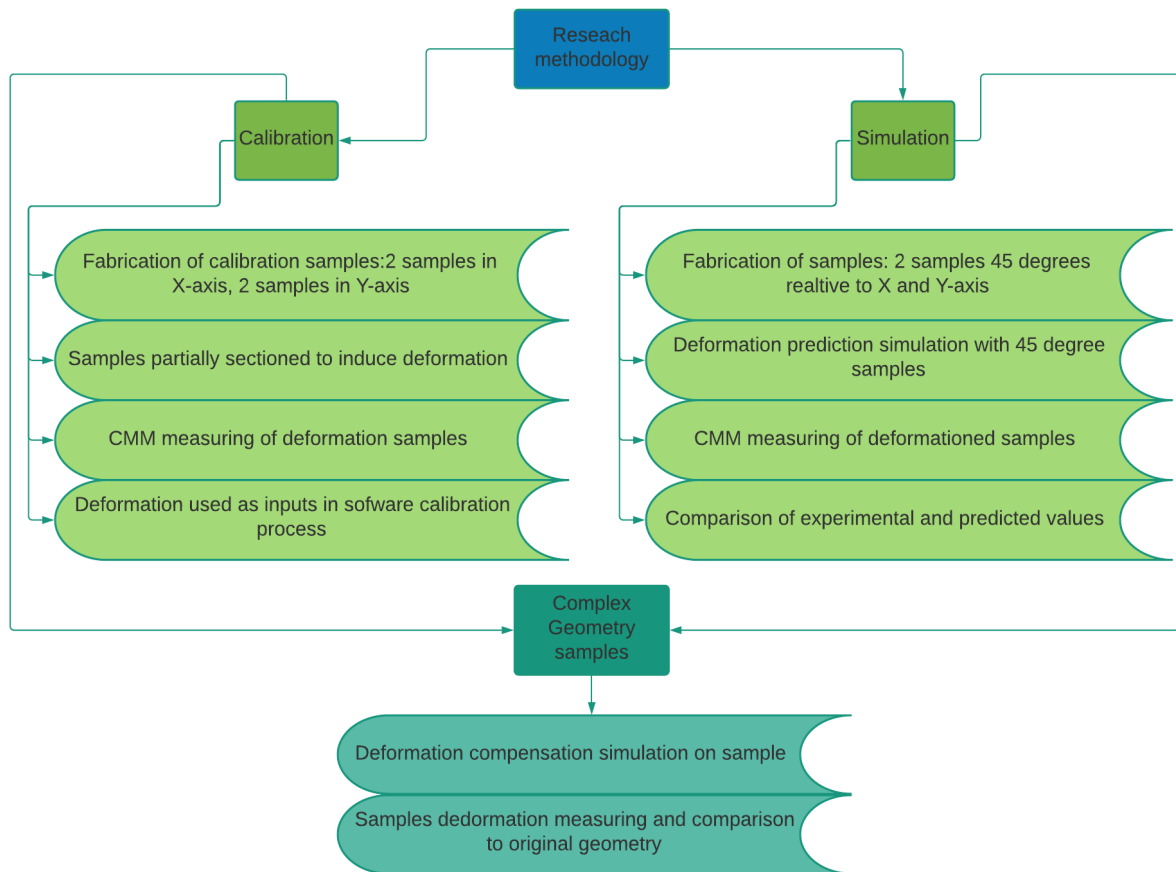 Reseach
methodology
Calibration
Simulation
Fabrication of calibration samples:2 samples in
X-axis, 2 samples in Y-axis
Samples partially sectioned to induce deformation
CMM measuring of deformation samples
Deformation used as inputs in sofware calibration
process
Fabrication of samples: 2 samples 45 degrees
realtive to X and Y-axis
Deformation prediction simulation with 45 degree
samples
CMM measuring of deformationed samples
Comparison of experimental and predicted values
Complex
Geometry
samples
Deformation compensation simulation on sample
Samples dedormation measuring and comparison
to original geometry